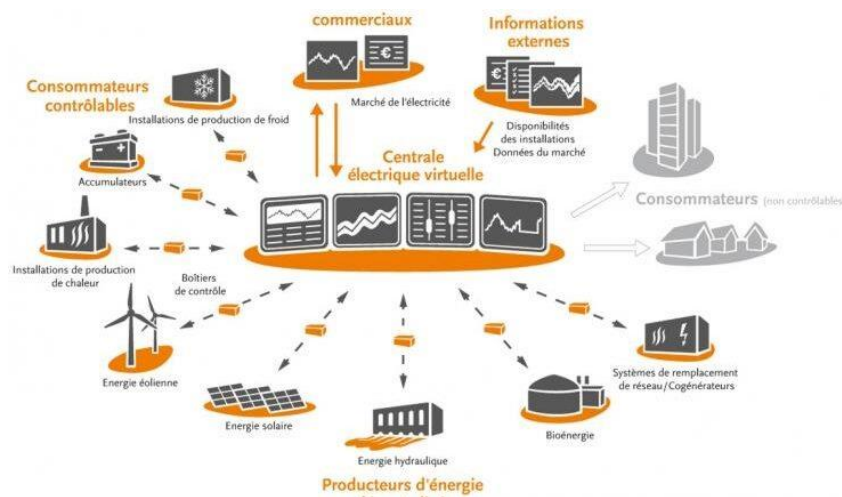 commerciaux
Marché de l'électricité
Informations
externes
Disponibilités
des installations
Données du marché
Consommateurs
contrôlables
Installations de production de froid
Accumulateurs
Installations de production
de chaleur
Boîtiers
de contrôle
Centrale
électrique virtuelle
Consommateurs (non contrôlables
Energie éolienne
Energie solaire
Energie hydraulique
Bioénergie
Systèmes de remplacement
de réseau/Cogénérateurs
Producteurs d'énergie